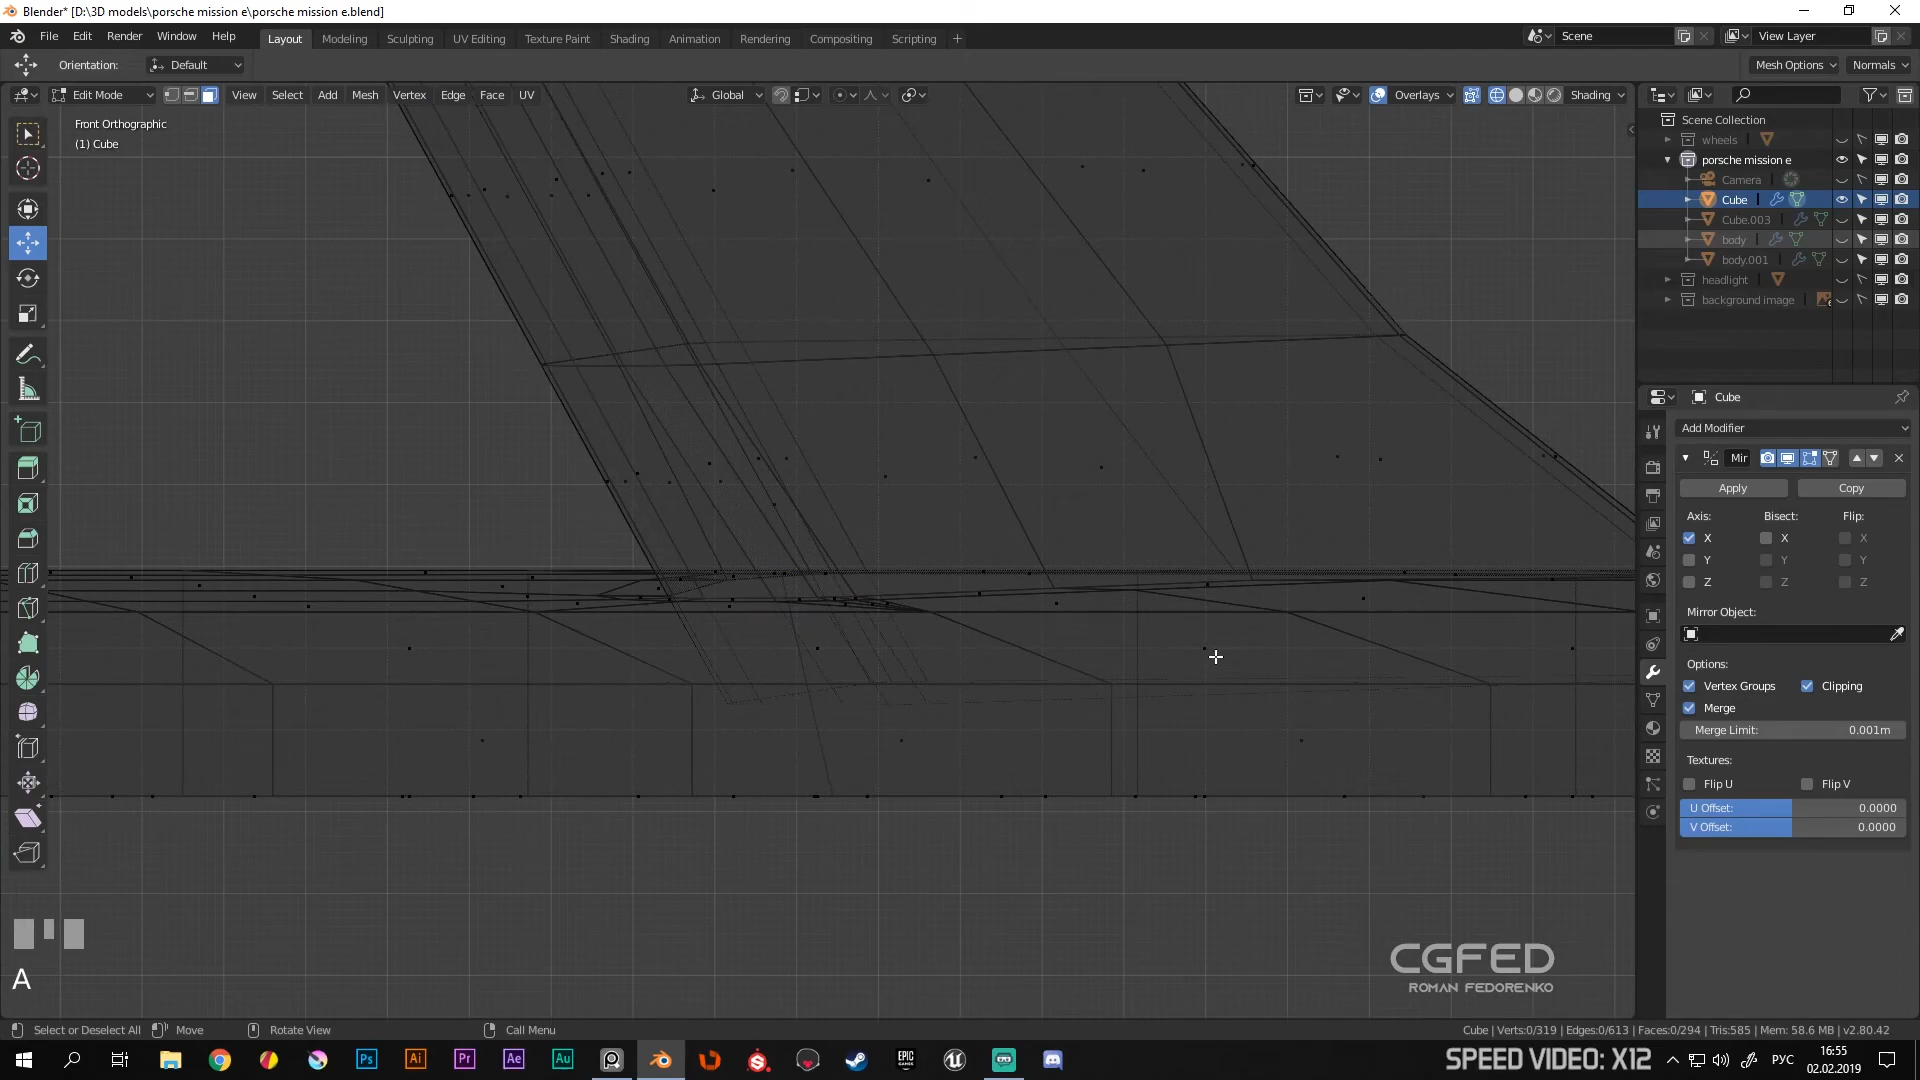 Blender* [D:\3D models\porsche mission e\porsche mission e.blend]
File Edit Render Window Help
Layout Modeling Sculpting UV Editing Texture Paint Shading Animation Rendering Compositing Scripting
Scene
View Layer
Orientation: Default
Mesh Options Normals
Edit Mode View Select Add Mesh Vertex Edge Face UV
Global
Overlays Shading
Front Orthographic
(1) Cube
Scene Collection
wheels
porsche mission e
Camera
Cube
Cube.003
body
body.001
headlight
background image
Cube
Add Modifier
Mir
Apply Copy
Axis: Bisect: Flip:
X X X
Y Y Y
Z Z Z
Mirror Object:
Options:
Vertex Groups Clipping
Merge
Merge Limit: 0.001m
Textures:
Flip U Flip V
U Offset: 0.0000
V Offset: 0.0000
A
CGFED
ROMAN FEDORENKO
Select or Deselect All Move Rotate View Call Menu
Cube | Verts:0/319 | Edges:0/613 | Faces:0/294 | Tris:585 | Mem: 58.6 MB | v2.80.42
Ps Ai Pr Ae Au
EPIC GAMES
SPEED VIDEO: X12
РУС
16:55
02.02.2019